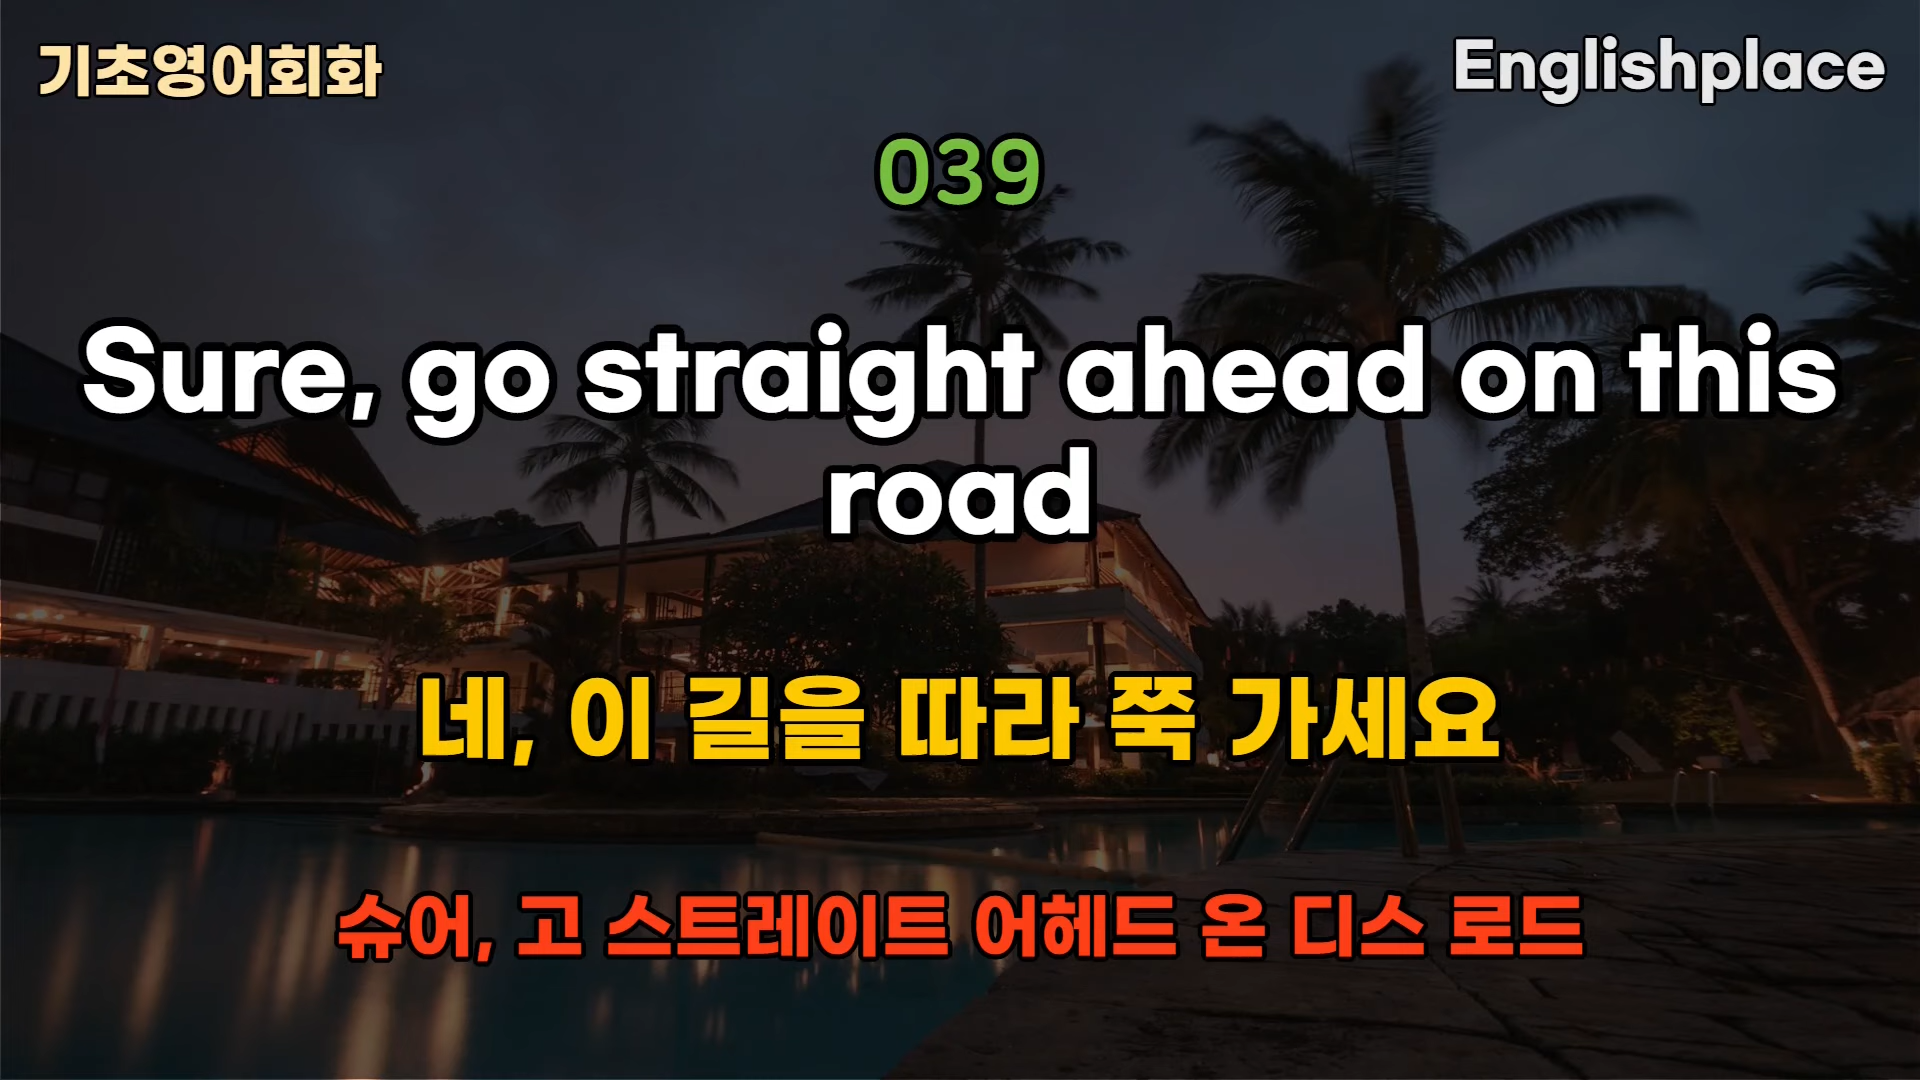 기초영어회화
Englishplace
039
Sure, go straight ahead on this
road
네, 이 길을 따라 쭉 가세요
슈어, 고 스트레이트 어헤드 온 디스 로드